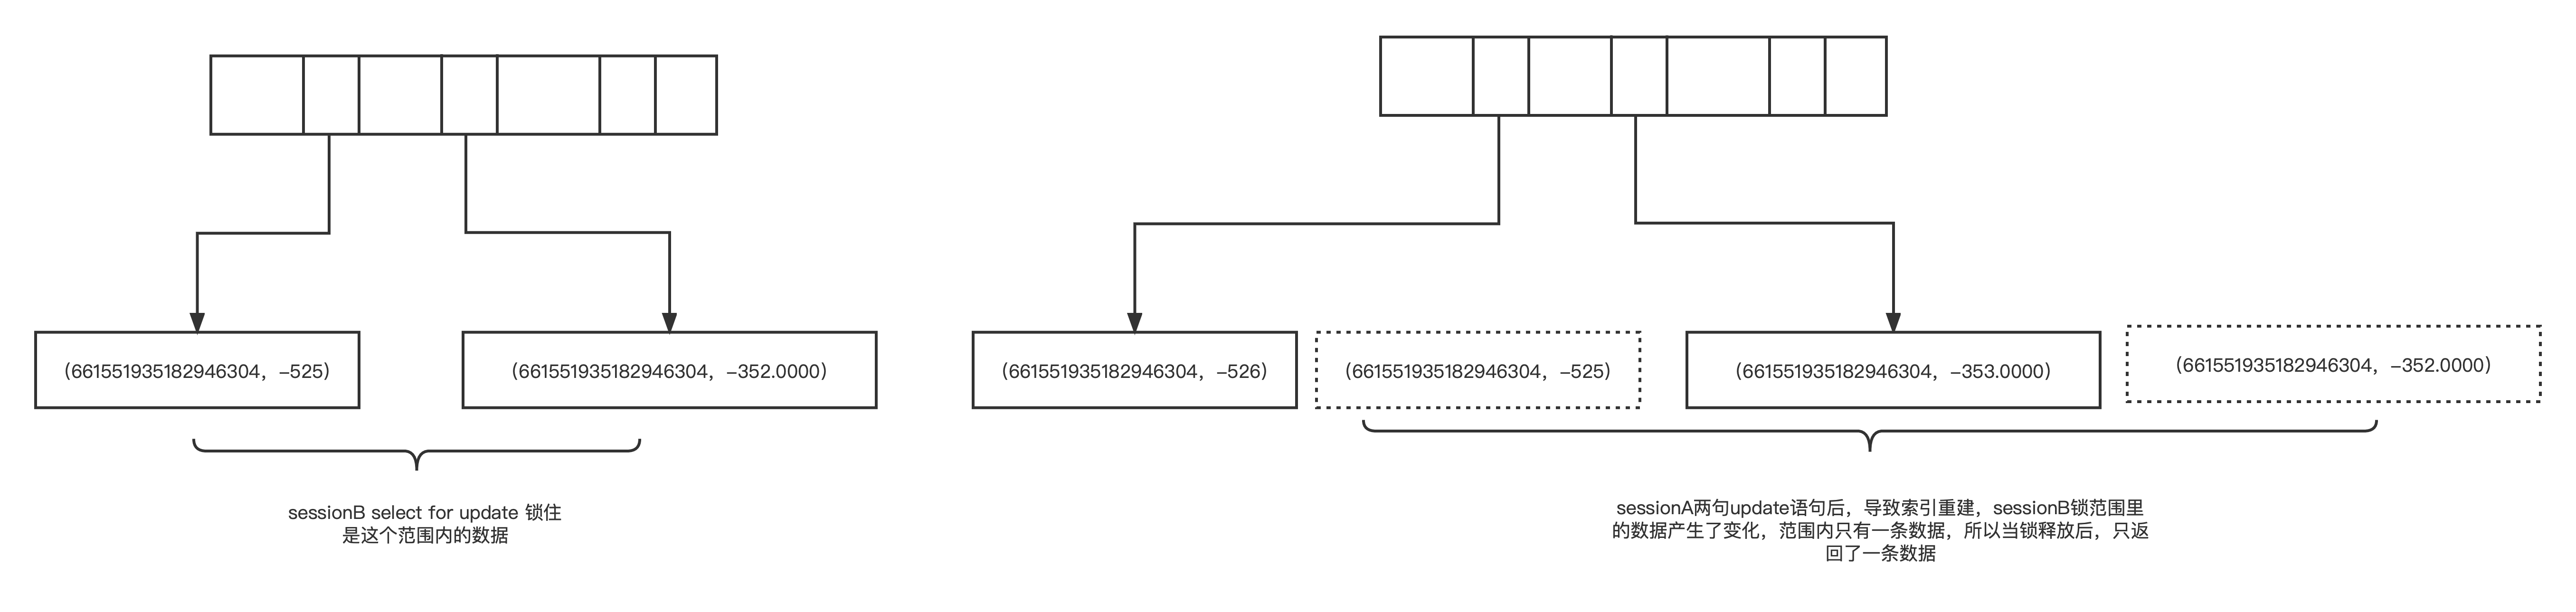 (661551935182946304，-525)
(661551935182946304，-352.0000)
sessionB select for update 锁住
是这个范围内的数据
(661551935182946304，-526)
(661551935182946304，-525)
(661551935182946304，-353.0000)
(661551935182946304，-352.0000)
sessionA两句update语句后，导致索引重建，sessionB锁范围里
的数据产生了变化，范围内只有一条数据，所以当锁释放后，只返
回了一条数据